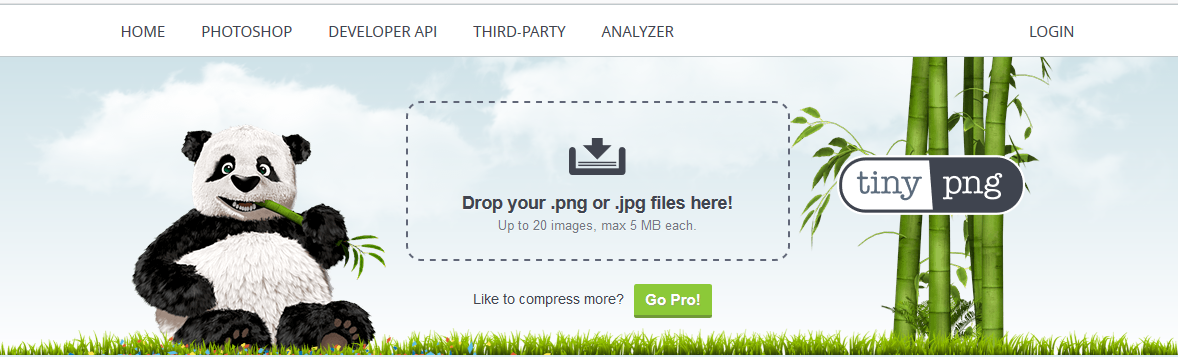 HOME PHOTOSHOP DEVELOPER API THIRD-PARTY ANALYZER LOGIN
Drop your .png or .jpg files here!
Up to 20 images, max 5 MB each.
tiny png
Like to compress more? Go Pro!